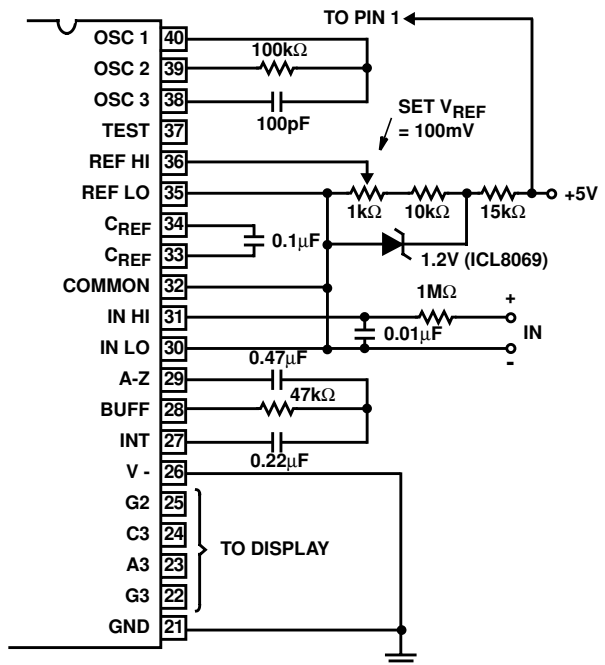 TO PIN 1
OSC 1 40
100kΩ
OSC 2 39
OSC 3 38
100pF
SET VREF
= 100mV
TEST 37
REF HI 36
REF LO 35
1kΩ 10kΩ 15kΩ
+5V
CREF 34
0.1µF
CREF 33
1.2V (ICL8069)
COMMON 32
1MΩ
IN HI 31
+
0.01µF
IN
IN LO 30
-
0.47µF
A-Z 29
47kΩ
BUFF 28
INT 27
0.22µF
V - 26
G2 25
C3 24
TO DISPLAY
A3 23
G3 22
GND 21